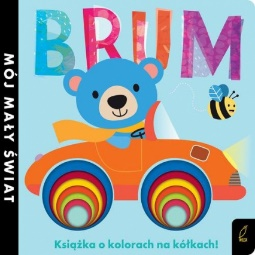 BRUM
MÓJ MAŁY ŚWIAT
Książka o kolorach na kółkach!